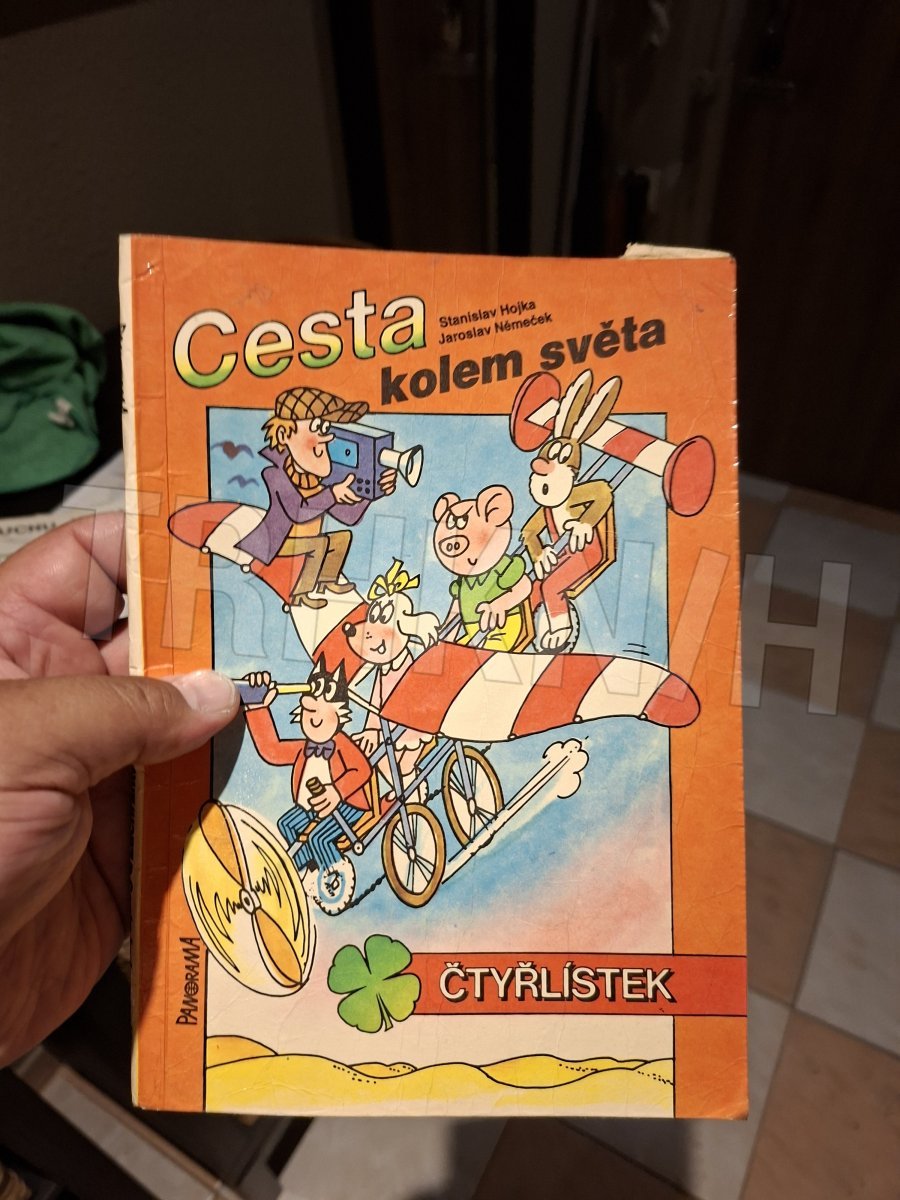 Cesta
Stanislav Hojka
Jaroslav Němeček
kolem světa
PANORAMA
ČTYŘLÍSTEK